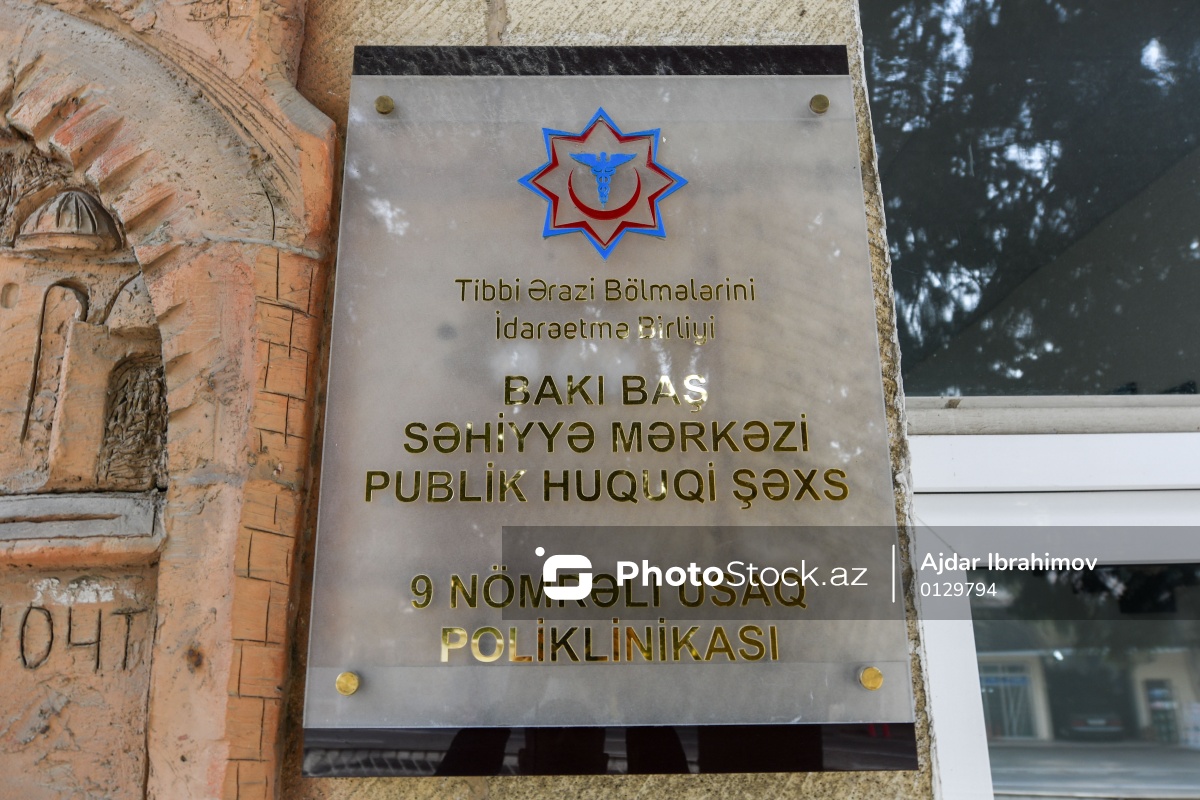 Tibbi Ərazi Bölmələrini
İdarəetmə Birliyi
BAKI BAŞ
SƏHİYYƏ MƏRKƏZİ
PUBLİK HUQUQİ ŞƏXS
9 NÖMRƏLİ UŞAQ
POLİKLİNİKASI
PhotoStock.az
Ajdar Ibrahimov
0129794